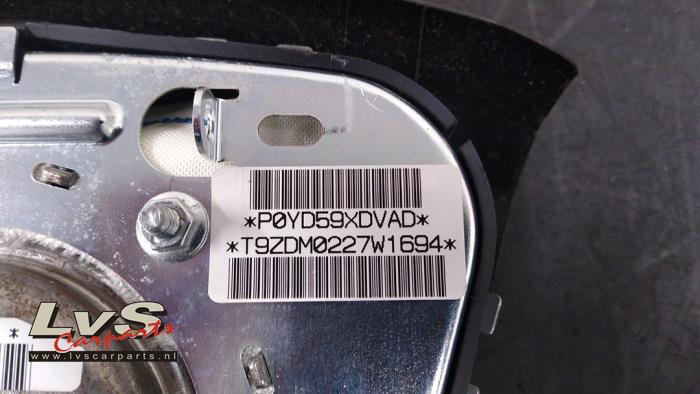 *P0YD59XDVAD*
*T9ZDM0227W1694*
LvS
Carparts
www.lvscarparts.nl
*